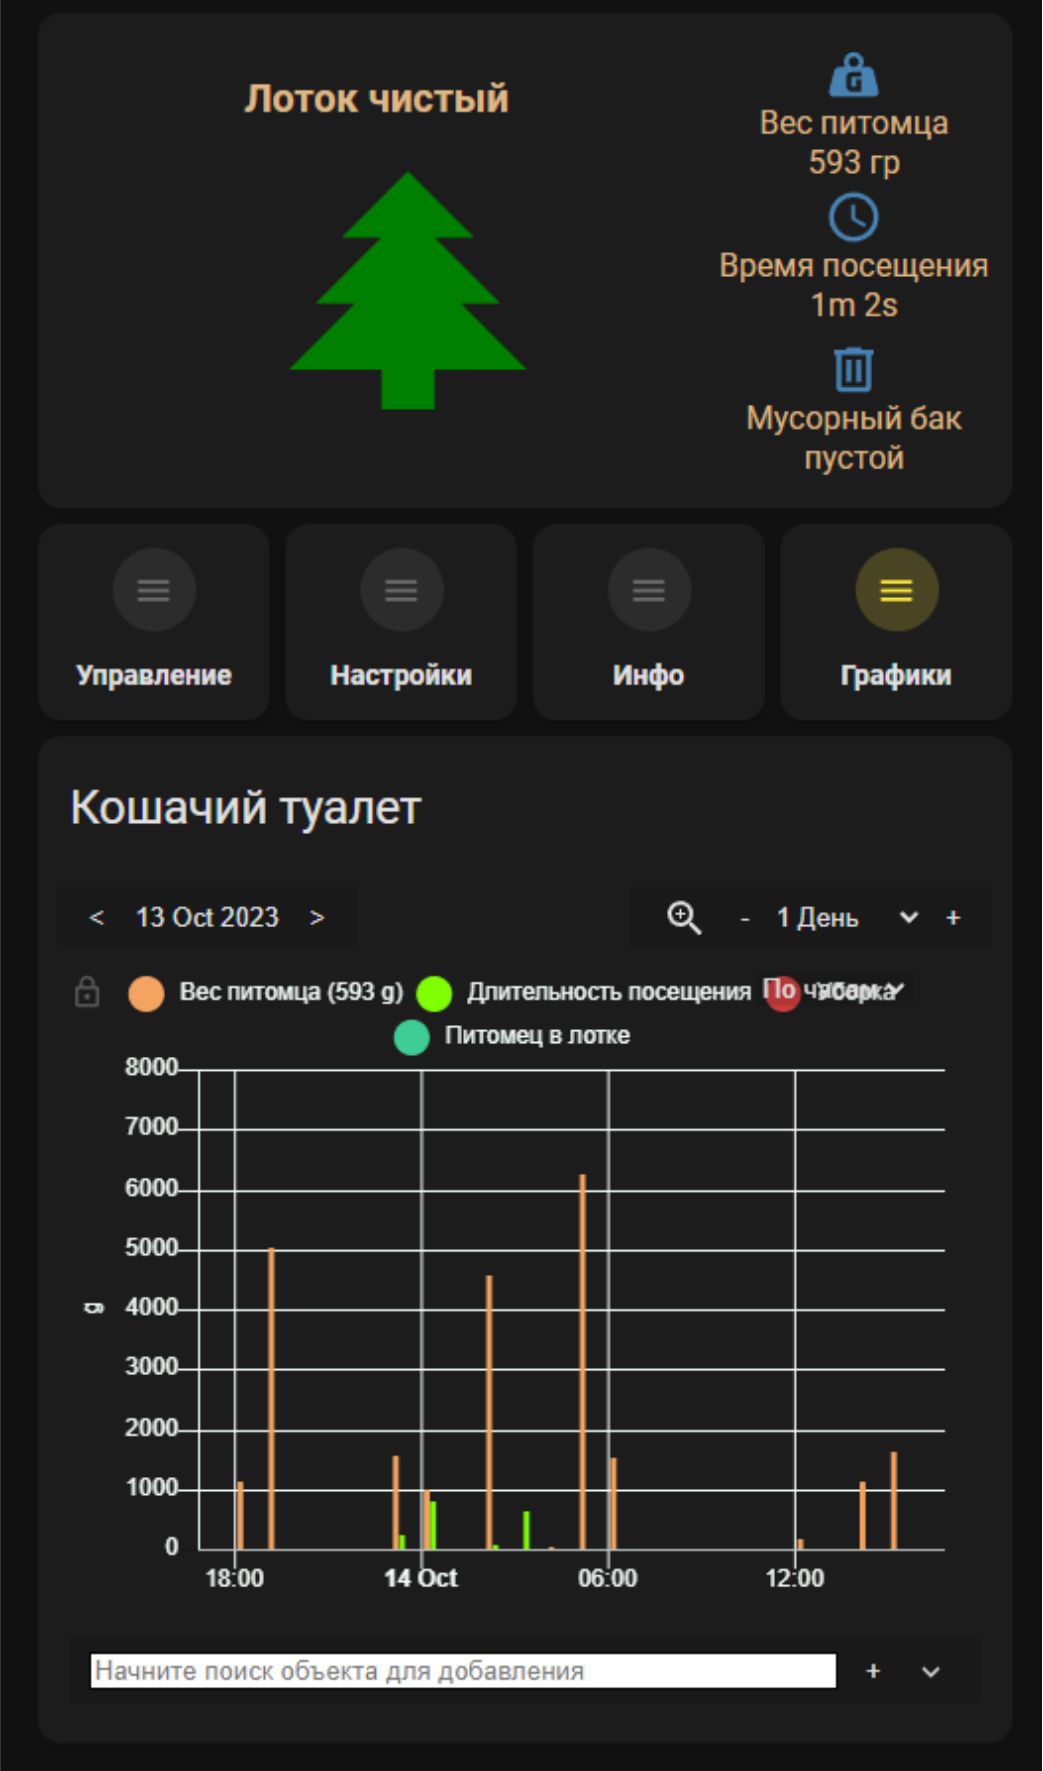 Лоток чистый
Вес питомца
593 гр
Время посещения
1m 2s
Мусорный бак
пустой
Управление
Настройки
Инфо
Графики
Кошачий туалет
< 13 Oct 2023 >
- 1 День +
Вес питомца (593 g) Длительность посещения По часам Уборка
Питомец в лотке
8000
7000
6000
5000
4000
3000
2000
1000
0
g
18:00 14 Oct 06:00 12:00
Начните поиск объекта для добавления +